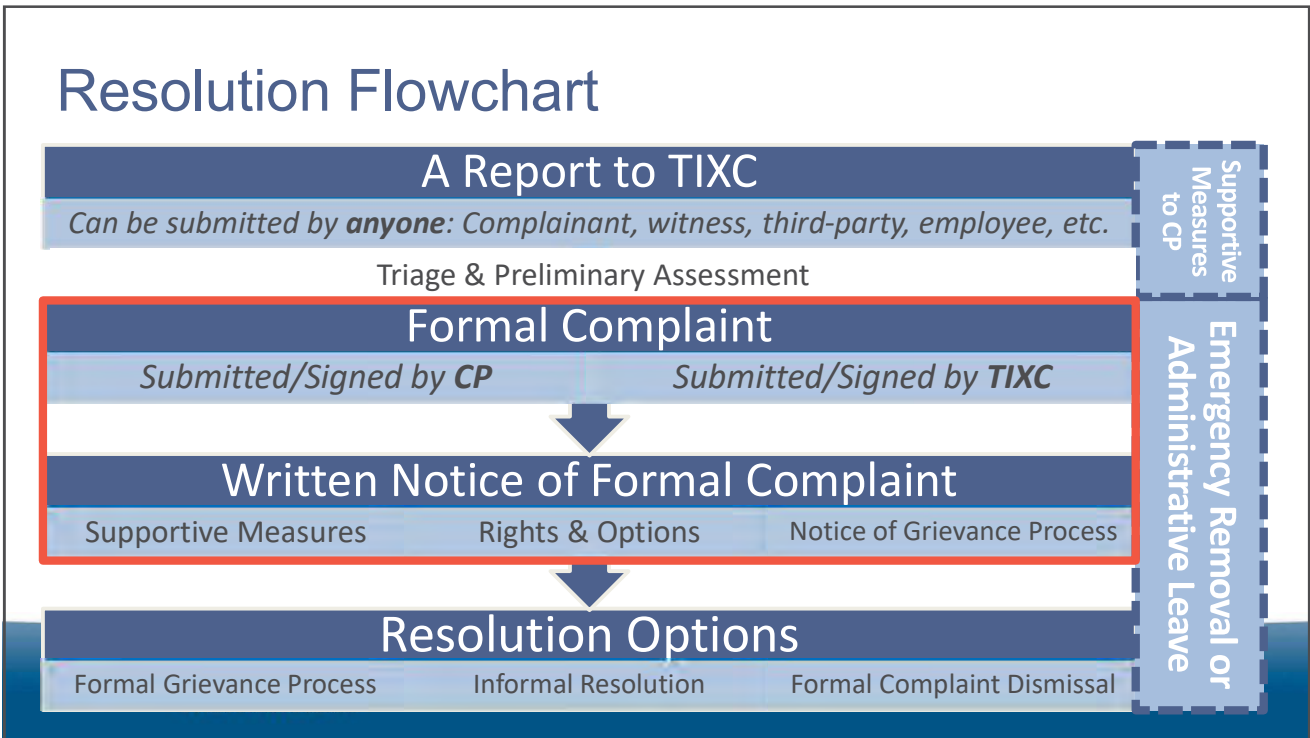 Resolution Flowchart
A Report to TIXC
Can be submitted by anyone: Complainant, witness, third-party, employee, etc.
Supportive
Measures
to CP
Triage & Preliminary Assessment
Formal Complaint
Submitted/Signed by CP
Submitted/Signed by TIXC
Written Notice of Formal Complaint
Supportive Measures
Rights & Options
Notice of Grievance Process
Emergency Removal or
Administrative Leave
Resolution Options
Formal Grievance Process
Informal Resolution
Formal Complaint Dismissal